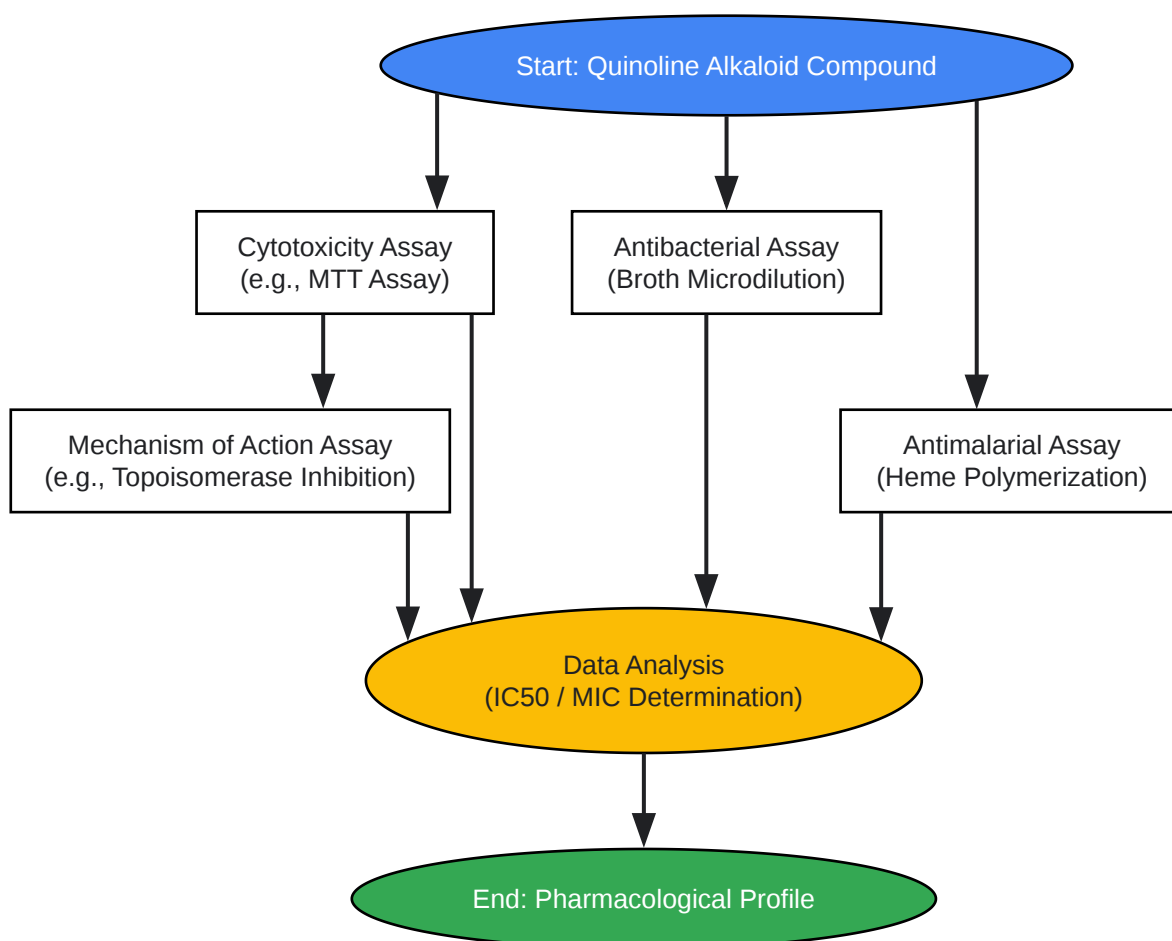 Start: Quinoline Alkaloid Compound
Cytotoxicity Assay
(e.g., MTT Assay)
Antibacterial Assay
(Broth Microdilution)
Mechanism of Action Assay
(e.g., Topoisomerase Inhibition)
Antimalarial Assay
(Heme Polymerization)
Data Analysis
(IC50 / MIC Determination)
End: Pharmacological Profile